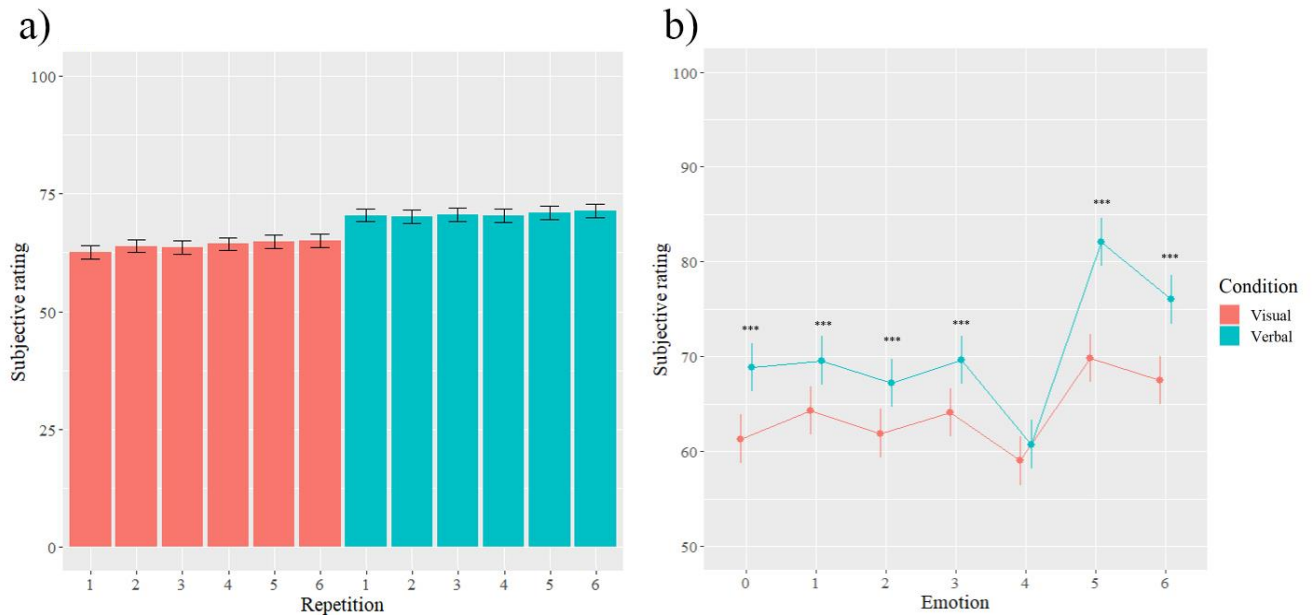 a)
100
75
50
25
0
Subjective rating
1 2 3 4 5 6 1 2 3 4 5 6
Repetition
b)
100
90
80
70
60
50
Subjective rating
*** *** *** *** *** ***
0 1 2 3 4 5 6
Emotion
Condition
Visual
Verbal